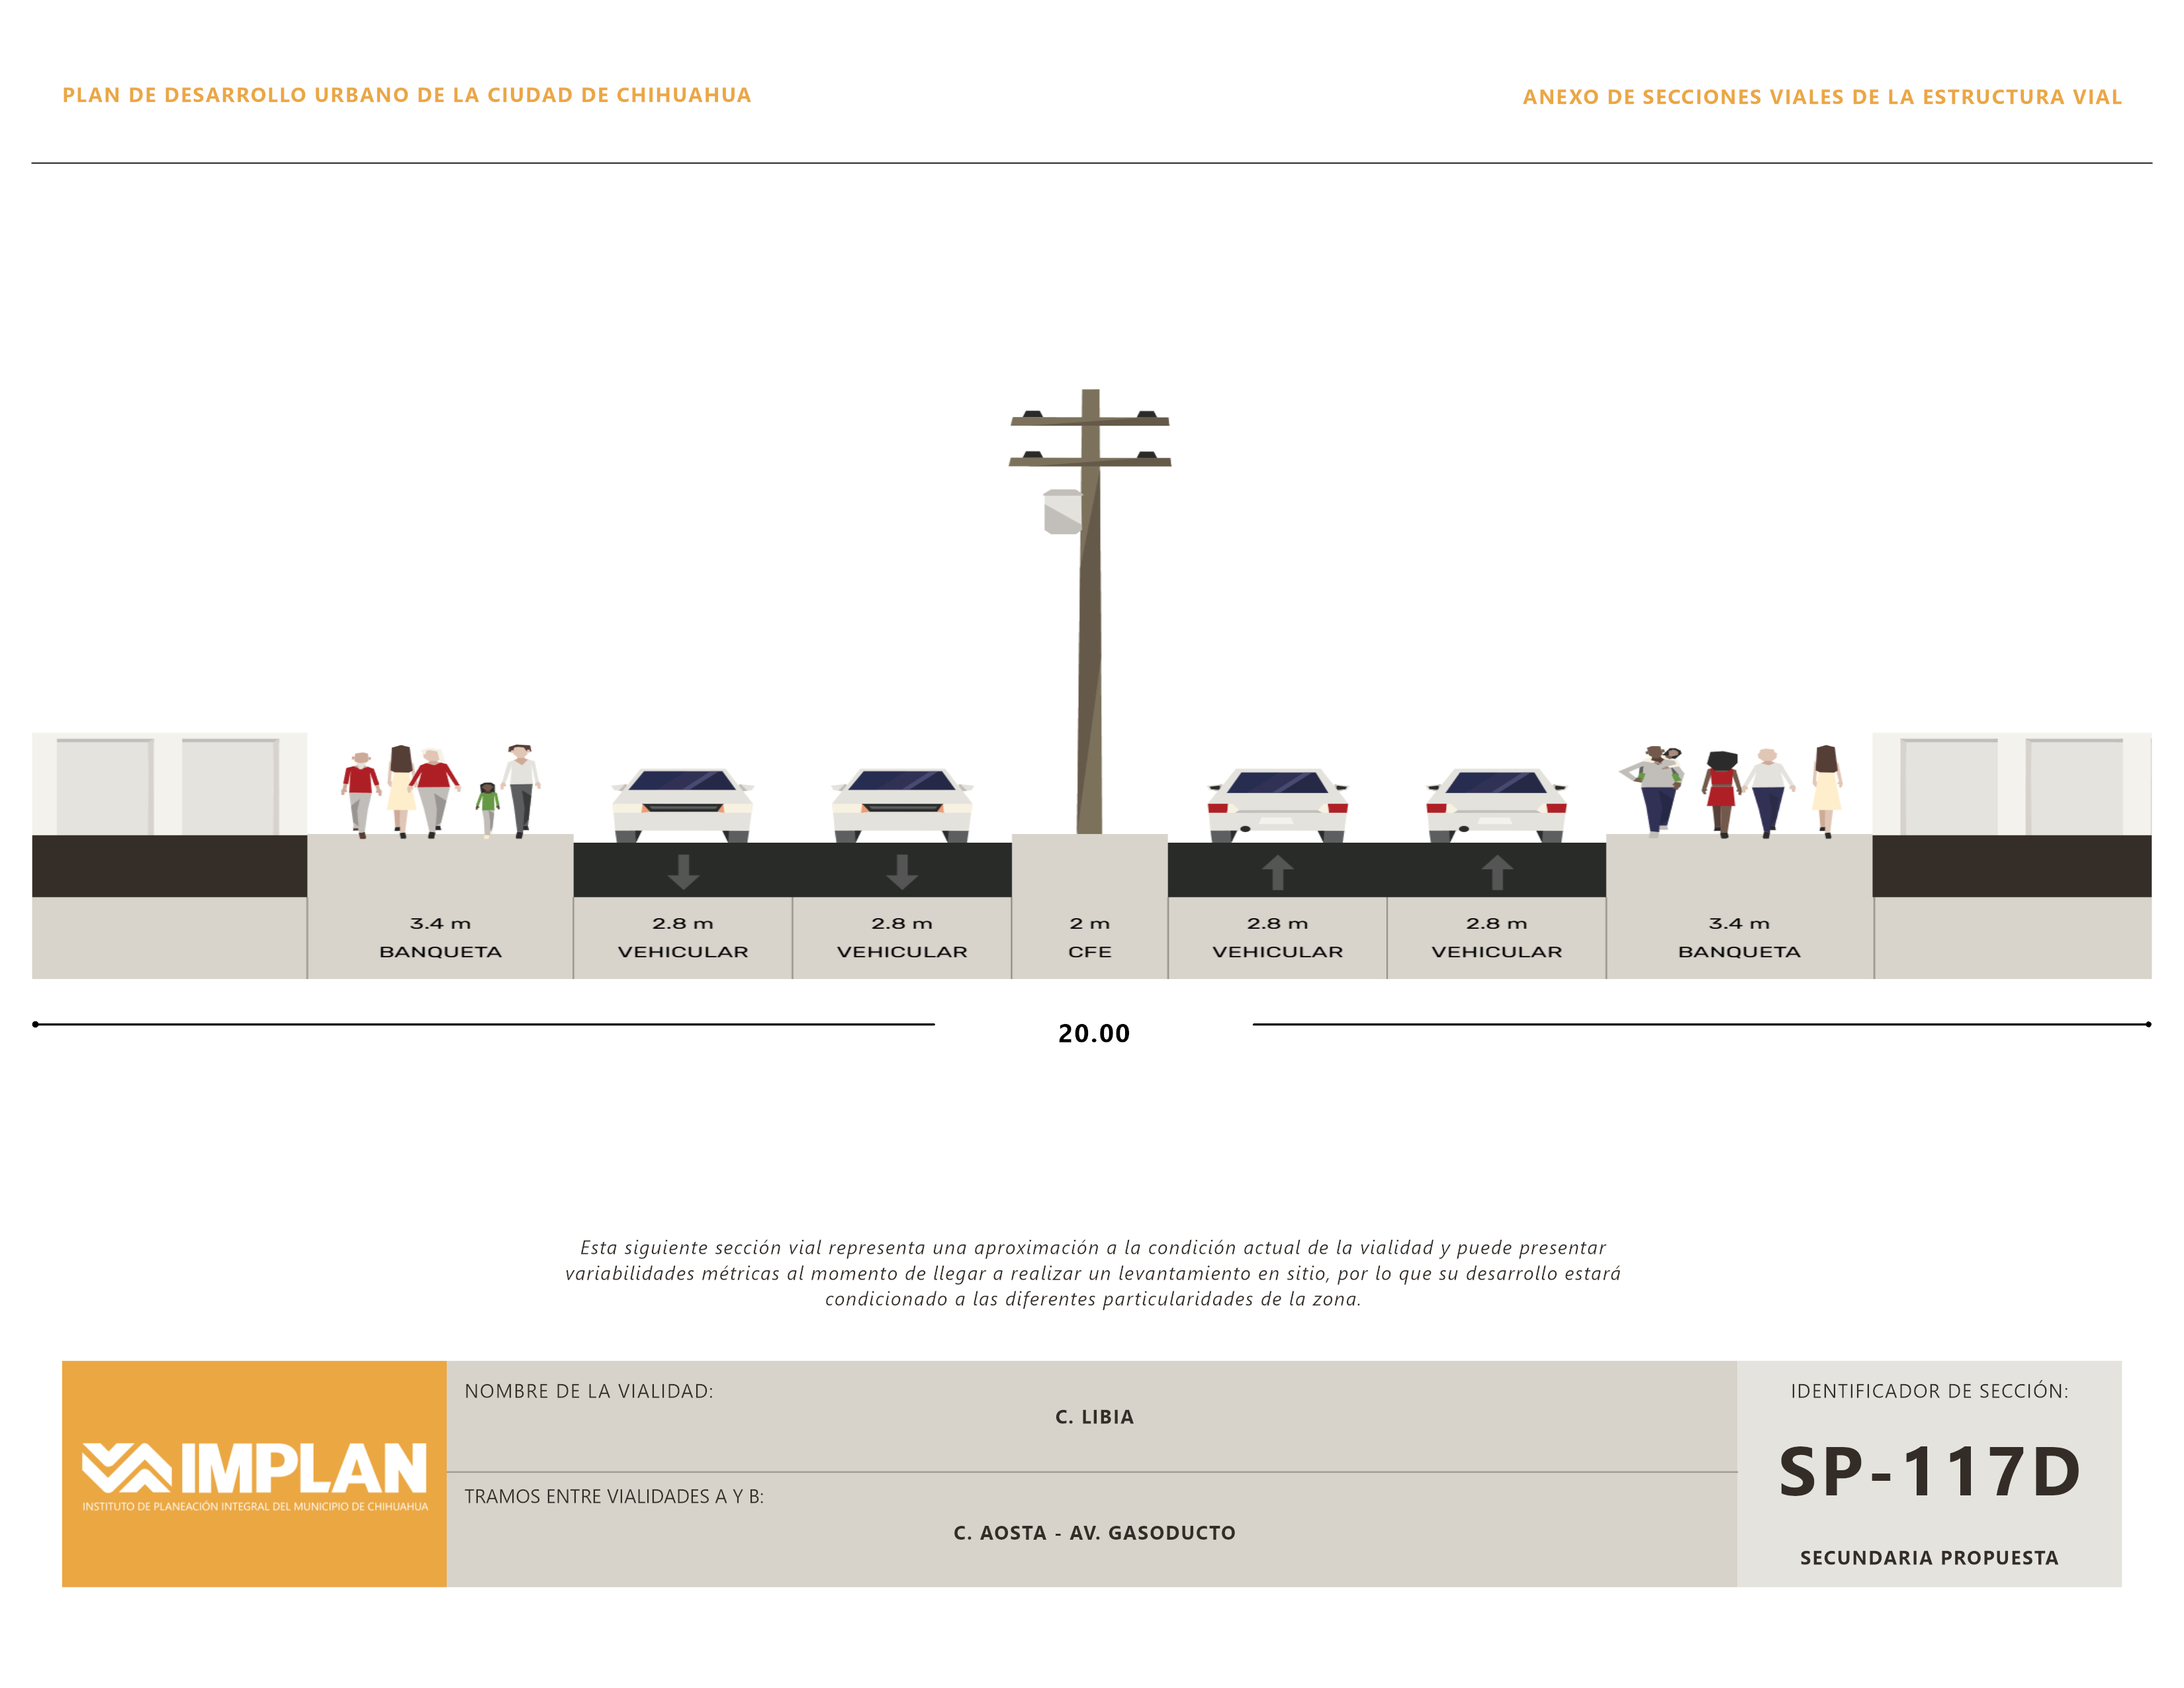 PLAN DE DESARROLLO URBANO DE LA CIUDAD DE CHIHUAHUA
ANEXO DE SECCIONES VIALES DE LA ESTRUCTURA VIAL
3.4 m
BANQUETA
2.8 m
VEHICULAR
2.8 m
VEHICULAR
2 m
CFE
2.8 m
VEHICULAR
2.8 m
VEHICULAR
3.4 m
BANQUETA
20.00
Esta siguiente sección vial representa una aproximación a la condición actual de la vialidad y puede presentar
variabilidades métricas al momento de llegar a realizar un levantamiento en sitio, por lo que su desarrollo estará
condicionado a las diferentes particularidades de la zona.
IMPLAN
INSTITUTO DE PLANEACIÓN INTEGRAL DEL MUNICIPIO DE CHIHUAHUA
NOMBRE DE LA VIALIDAD:
C. LIBIA
TRAMOS ENTRE VIALIDADES A Y B:
C. AOSTA - AV. GASODUCTO
IDENTIFICADOR DE SECCIÓN:
SP-117D
SECUNDARIA PROPUESTA